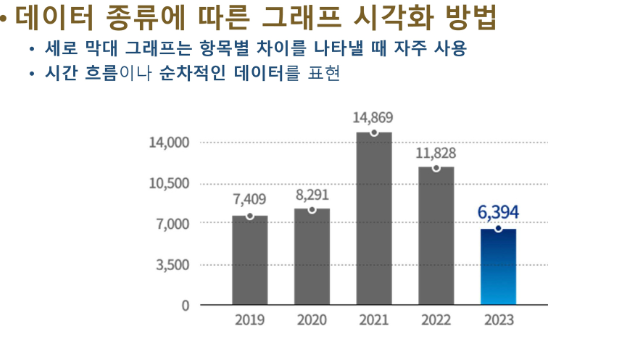 • 데이터 종류에 따른 그래프 시각화 방법
• 세로 막대 그래프는 항목별 차이를 나타낼 때 자주 사용
• 시간 흐름이나 순차적인 데이터를 표현
14,869
14,000
11,828
10,500
7,409
8,291
6,394
7,000
3,500
0
2019 2020 2021 2022 2023